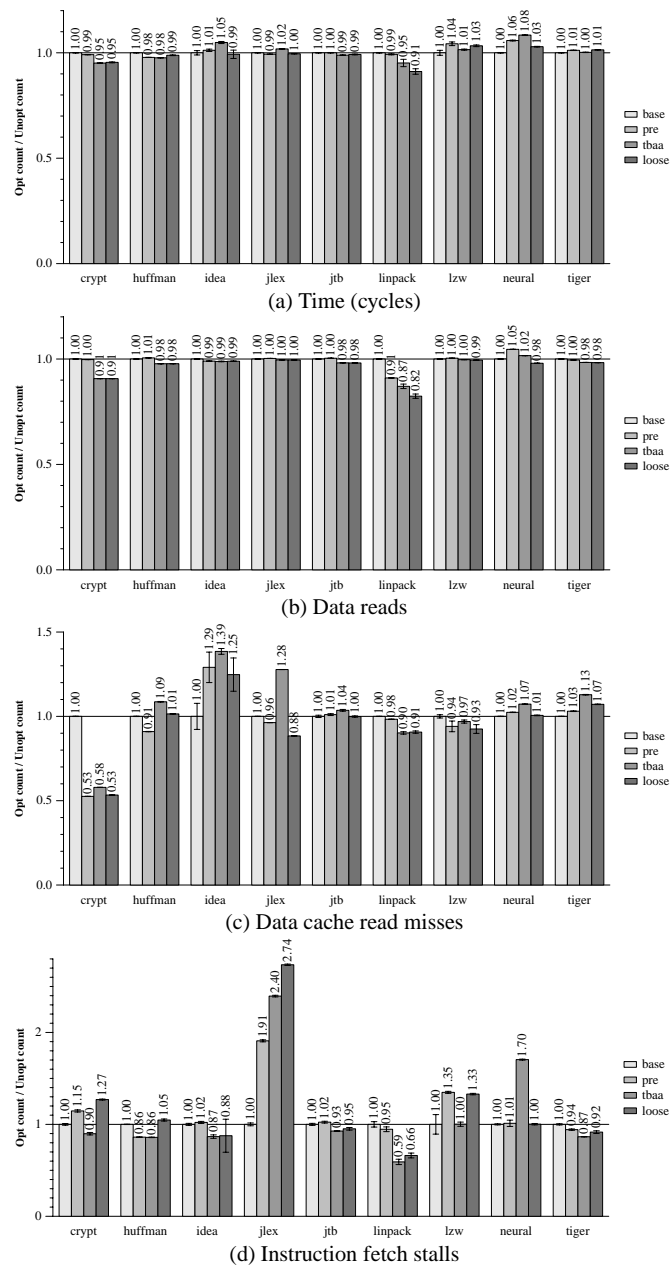 1.00 0.99 0.95 0.95 1.00 0.98 0.98 0.99 1.00 1.01 1.05 0.99 1.00 0.99 1.02 1.00 1.00 1.00 0.99 0.99 1.00 0.99 0.95 0.91 1.00 1.04 1.01 1.03 1.00 1.06 1.08 1.03 1.00 1.01 1.00 1.01
Opt count / Unopt count
1.0
0.5
0.0
base
pre
tbaa
loose
crypt huffman idea jlex jtb linpack lzw neural tiger
(a) Time (cycles)
1.00 1.00 0.91 0.91 1.00 1.01 0.98 0.98 1.00 0.99 0.99 0.99 1.00 1.00 1.00 1.00 1.00 1.00 0.98 0.98 1.00 0.91 0.87 0.82 1.00 1.00 1.00 0.99 1.00 1.05 1.02 0.98 1.00 1.00 0.98 0.98
Opt count / Unopt count
1.0
0.5
0.0
base
pre
tbaa
loose
crypt huffman idea jlex jtb linpack lzw neural tiger
(b) Data reads
1.00 0.53 0.58 0.53 1.00 0.91 1.09 1.01 1.00 1.29 1.39 1.25 1.00 0.96 1.28 0.88 1.00 1.01 1.04 1.00 1.00 0.98 0.90 0.91 1.00 0.94 0.97 0.93 1.00 1.02 1.07 1.01 1.00 1.03 1.13 1.07
Opt count / Unopt count
1.5
1.0
0.5
0.0
base
pre
tbaa
loose
crypt huffman idea jlex jtb linpack lzw neural tiger
(c) Data cache read misses
1.00 1.15 0.90 1.27 1.00 0.86 0.86 1.05 1.00 1.02 0.87 0.88 1.00 1.91 2.40 2.74 1.00 1.02 0.93 0.95 1.00 0.95 0.59 0.66 1.00 1.35 1.00 1.33 1.00 1.01 1.70 1.00 1.00 0.94 0.87 0.92
Opt count / Unopt count
2
1
0
base
pre
tbaa
loose
crypt huffman idea jlex jtb linpack lzw neural tiger
(d) Instruction fetch stalls